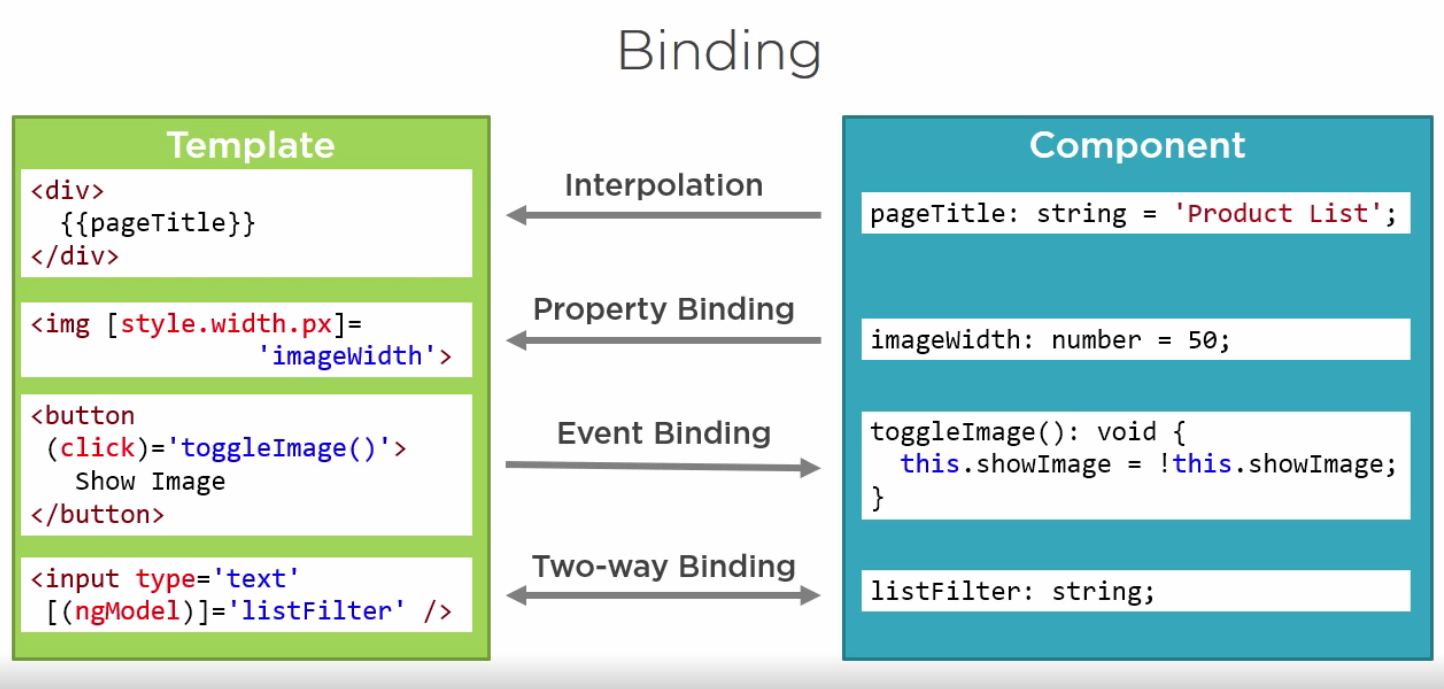 Binding
Template
<div>
  {{pageTitle}}
</div>
<img [style.width.px]=
               'imageWidth'>
<button
 (click)='toggleImage()'>
   Show Image
</button>
<input type='text'
 [(ngModel)]='listFilter' />
Interpolation
Property Binding
Event Binding
Two-way Binding
Component
pageTitle: string = 'Product List';
imageWidth: number = 50;
toggleImage(): void {
  this.showImage = !this.showImage;
}
listFilter: string;